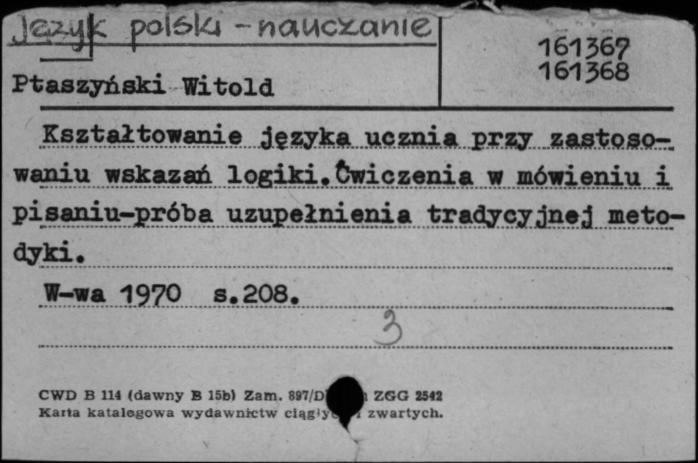 Język polski - nauczanie
161367
161368
Ptaszyński Witold
Kształtowanie języka ucznia przy zastoso-
waniu wskazań logiki.Ćwiczenia w mówieniu i
pisaniu-próba uzupełnienia tradycyjnej meto-
dyki.
W-wa 1970 s.208.
3
CWD B 114 (dawny B 15b) Zam. 897/D ZGG 2542
Karta katalogowa wydawnictw zwartych.